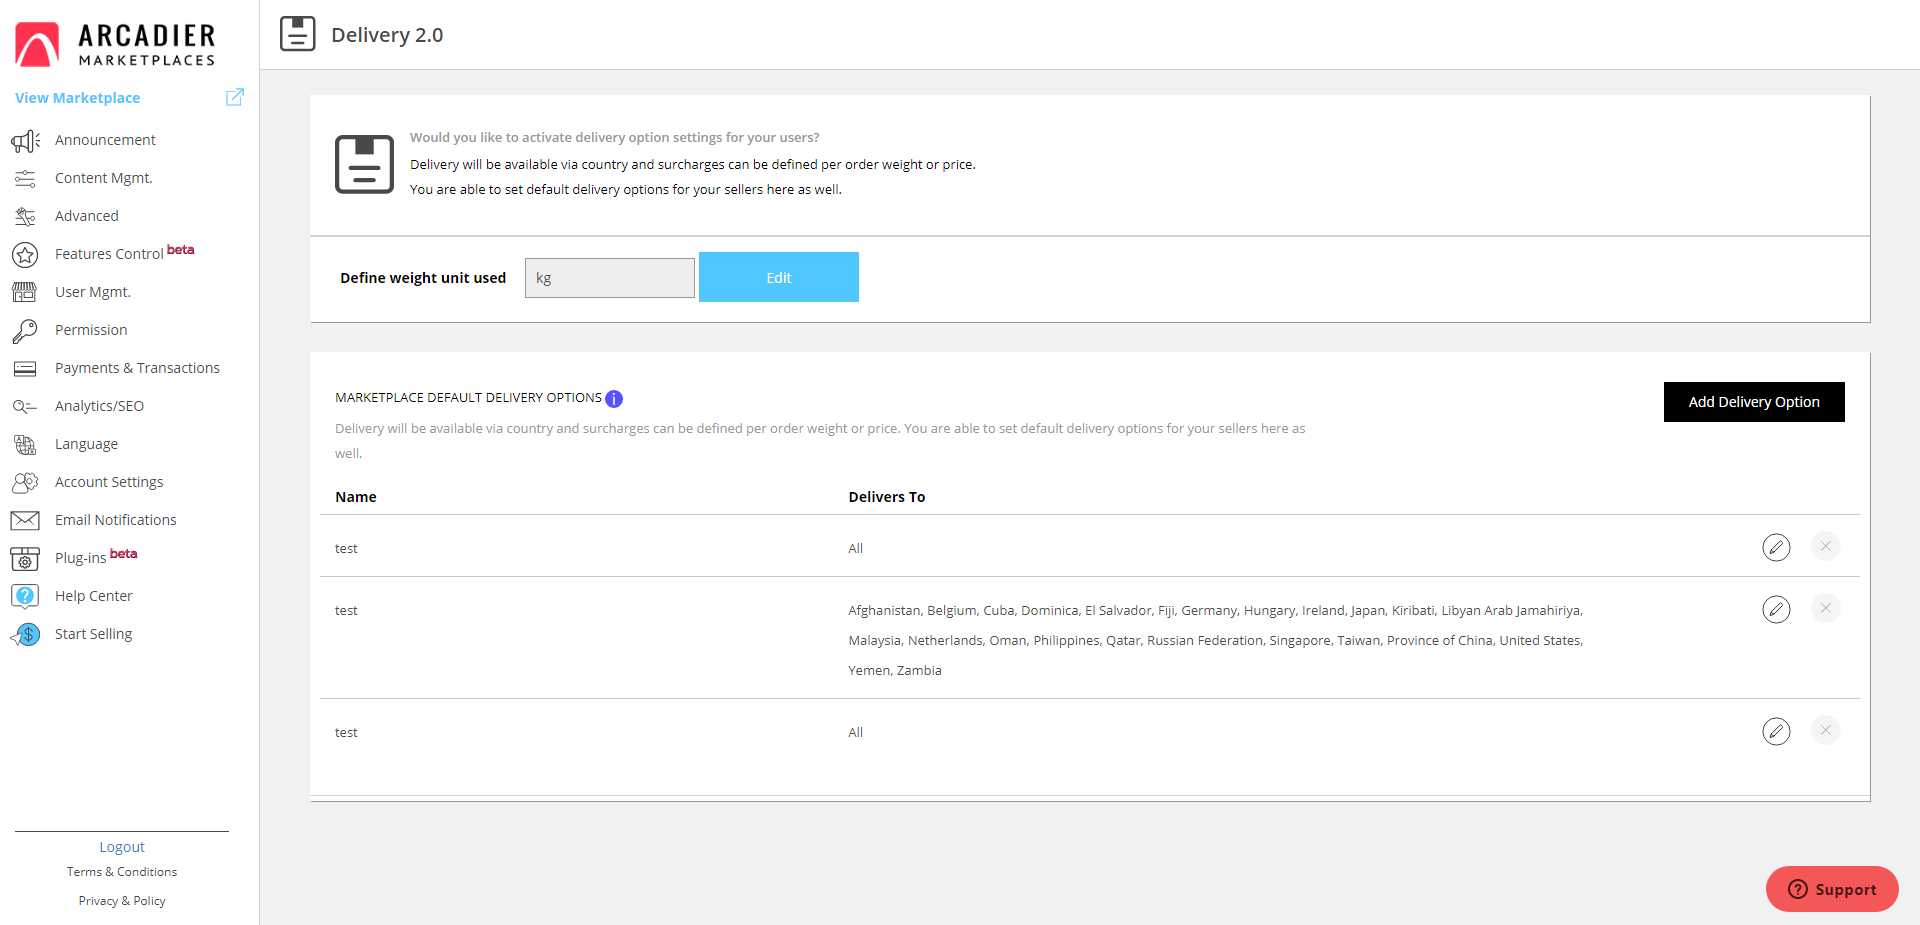 ARCADIER
MARKETPLACES
View Marketplace
Announcement
Content Mgmt.
Advanced
Features Control beta
User Mgmt.
Permission
Payments & Transactions
Analytics/SEO
Language
Account Settings
Email Notifications
Plug-ins beta
Help Center
Start Selling
Logout
Terms & Conditions
Privacy & Policy
Delivery 2.0
Would you like to activate delivery option settings for your users?
Delivery will be available via country and surcharges can be defined per order weight or price.
You are able to set default delivery options for your sellers here as well.
Define weight unit used kg Edit
MARKETPLACE DEFAULT DELIVERY OPTIONS i
Add Delivery Option
Delivery will be available via country and surcharges can be defined per order weight or price. You are able to set default delivery options for your sellers here as
well.
Name Delivers To
test All
test Afghanistan, Belgium, Cuba, Dominica, El Salvador, Fiji, Germany, Hungary, Ireland, Japan, Kiribati, Libyan Arab Jamahiriya,
Malaysia, Netherlands, Oman, Philippines, Qatar, Russian Federation, Singapore, Taiwan, Province of China, United States,
Yemen, Zambia
test All
? Support